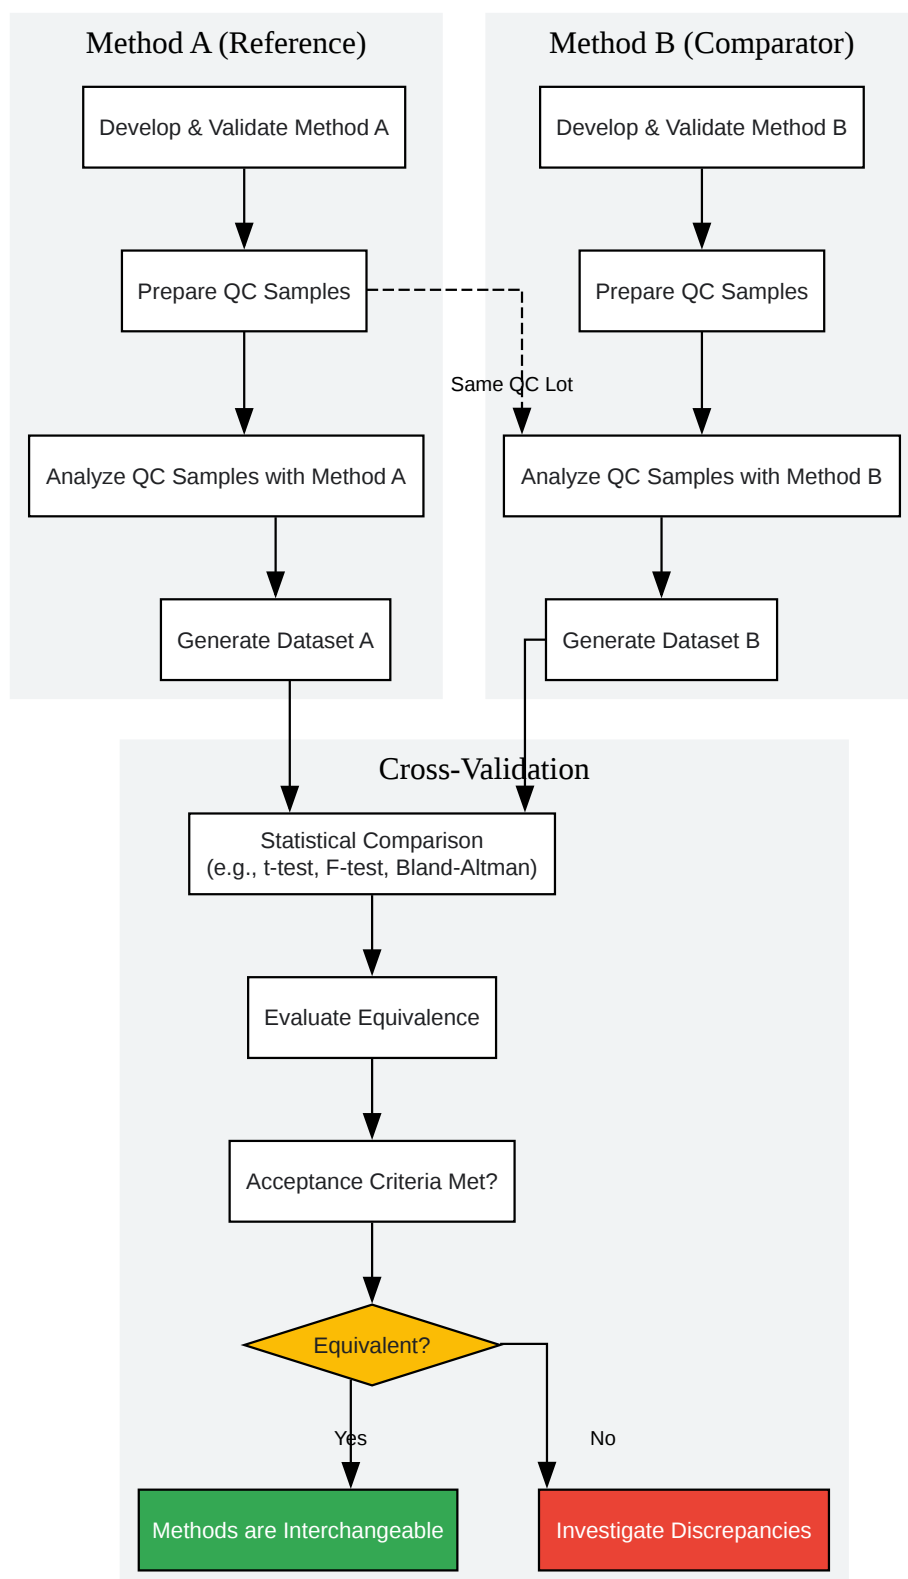 Method A (Reference)
Develop & Validate Method A
Prepare QC Samples
Analyze QC Samples with Method A
Generate Dataset A
Method B (Comparator)
Develop & Validate Method B
Prepare QC Samples
Same QC Lot
Analyze QC Samples with Method B
Generate Dataset B
Cross-Validation
Statistical Comparison
(e.g., t-test, F-test, Bland-Altman)
Evaluate Equivalence
Acceptance Criteria Met?
Equivalent?
Yes
No
Methods are Interchangeable
Investigate Discrepancies